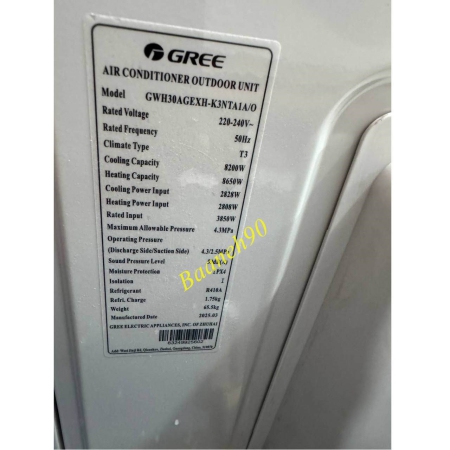 GREE
AIR CONDITIONER OUTDOOR UNIT
Model GWH30AGEXH-K3NTA1A/O
Rated Voltage 220-240V~
Rated Frequency 50Hz
Climate Type T3
Cooling Capacity 8200W
Heating Capacity 8650W
Cooling Power Input 2828W
Heating Power Input 2808W
Rated Input 3850W
Maximum Allowable Pressure 4.3MPa
Operating Pressure
(Discharge Side/Suction Side) 4.3/2.5MPa
Sound Pressure Level
Moisture Protection IPX4
Isolation I
Refrigerant R410A
Refri. Charge 1.75kg
Weight 65.5kg
Manufactured Date 2025.03
GREE ELECTRIC APPLIANCES, INC. OF ZHUHAI
Baaneh90